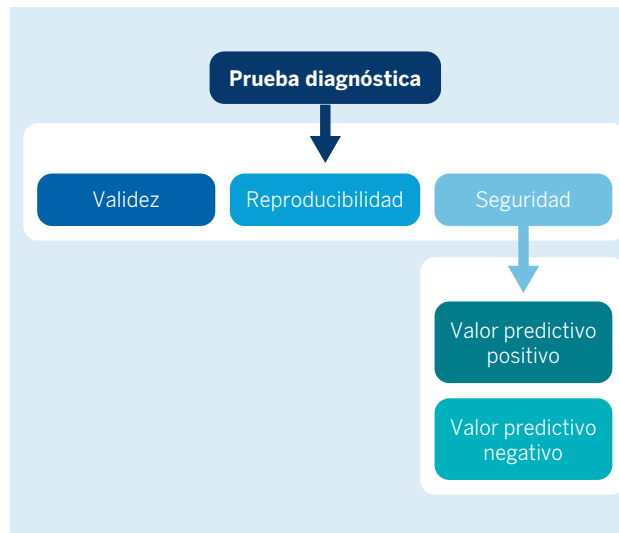 Prueba diagnóstica
Validez
Reproducibilidad
Seguridad
Valor predictivo
positivo
Valor predictivo
negativo